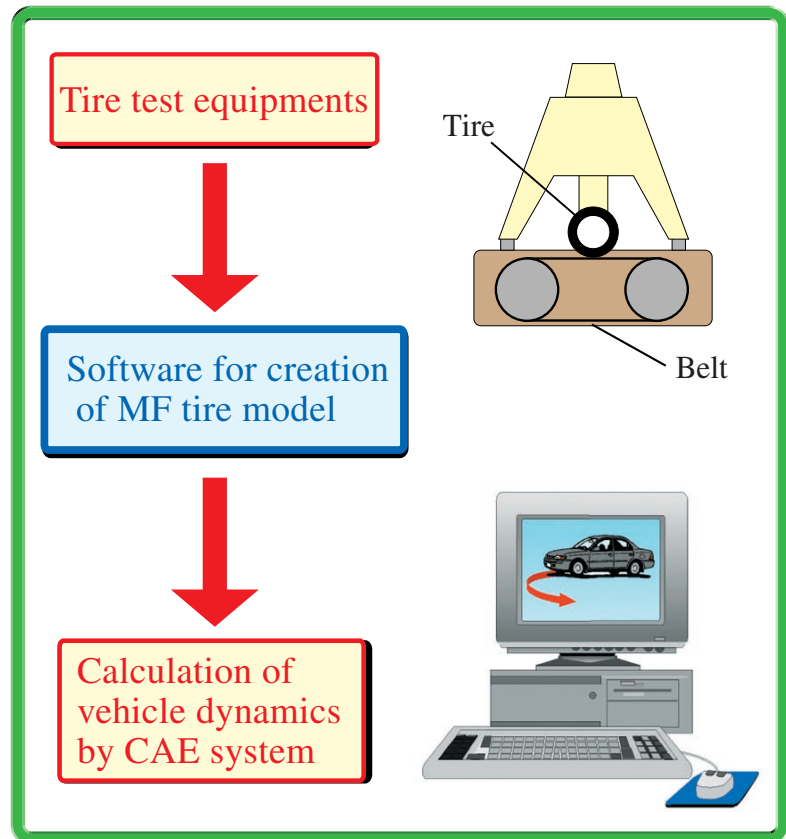 Tire test equipments
Tire
Software for creation
of MF tire model
Belt
Calculation of
vehicle dynamics
by CAE system